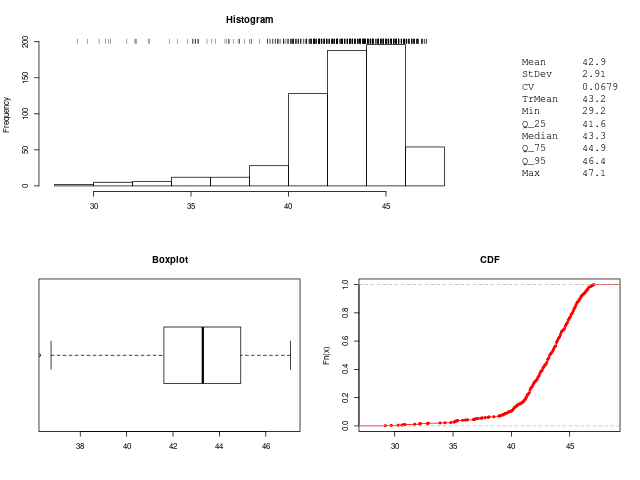 Histogram
Frequency
200
150
100
50
0
30 35 40 45
Mean 42.9
StDev 2.91
CV 0.0679
TrMean 43.2
Min 29.2
Q_25 41.6
Median 43.3
Q_75 44.9
Q_95 46.4
Max 47.1
Boxplot
38 40 42 44 46
CDF
Fn(x)
1.0
0.8
0.6
0.4
0.2
0.0
30 35 40 45